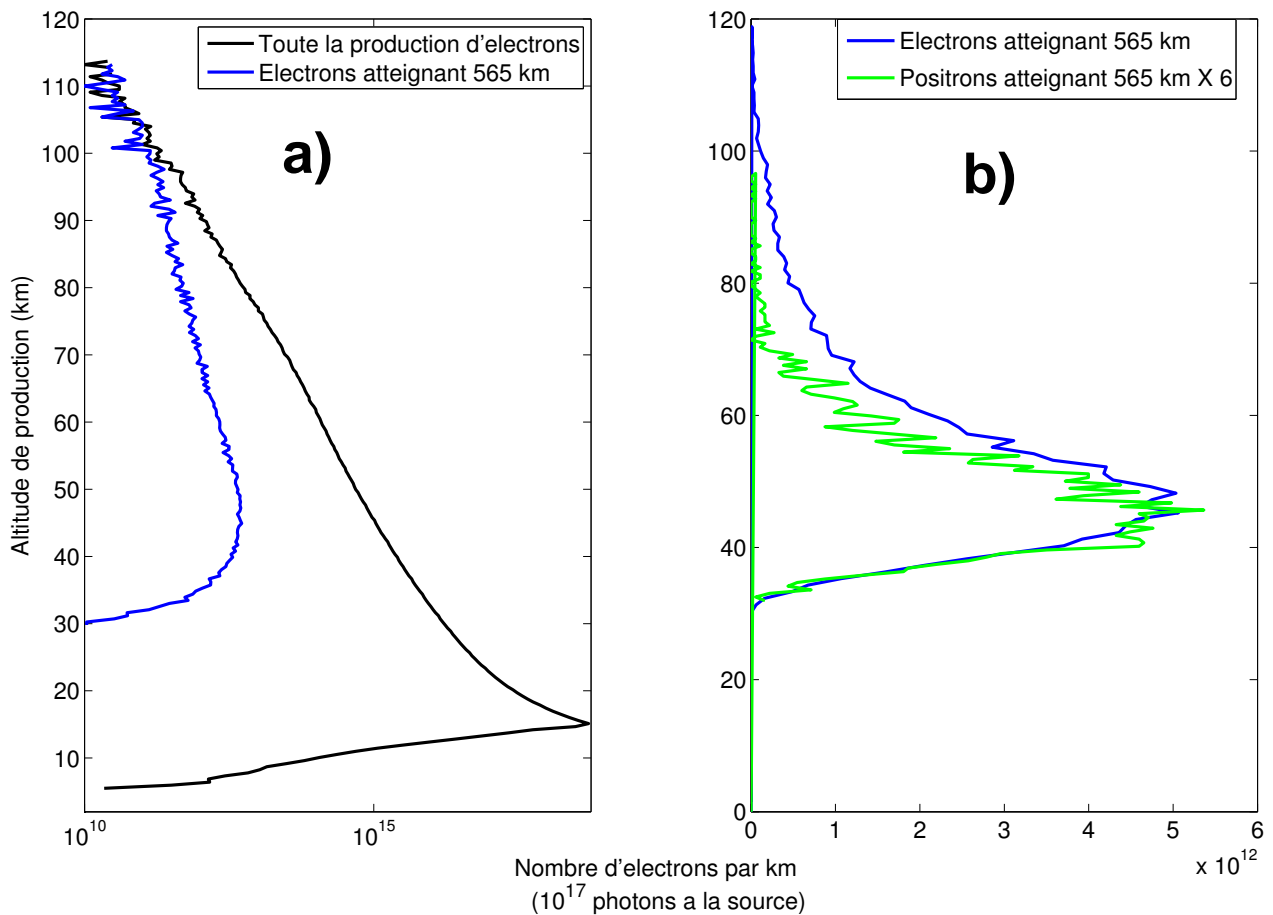 120
110
100
90
80
70
60
50
40
30
20
10
10^10
10^15
Altitude de production (km)
Toute la production d'electrons
Electrons atteignant 565 km
a)
120
100
80
60
40
20
0
0
1
2
3
4
5
6
x 10^12
Electrons atteignant 565 km
Positrons atteignant 565 km X 6
b)
Nombre d'electrons par km
(10^17 photons a la source)